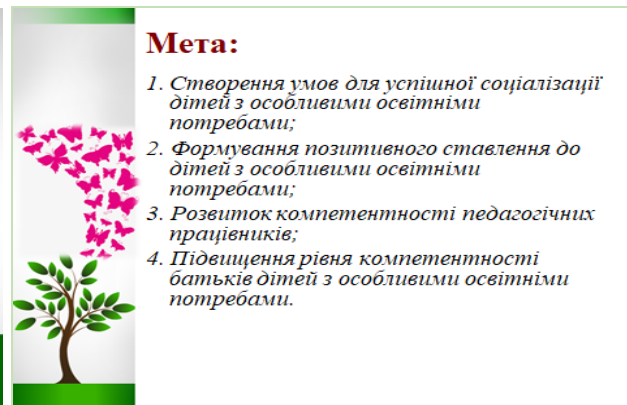 Мета:
1. Створення умов для успішної соціалізації
дітей з особливими освітніми
потребами;
2. Формування позитивного ставлення до
дітей з особливими освітніми
потребами;
3. Розвиток компетентності педагогічних
працівників;
4. Підвищення рівня компетентності
батьків дітей з особливими освітніми
потребами.